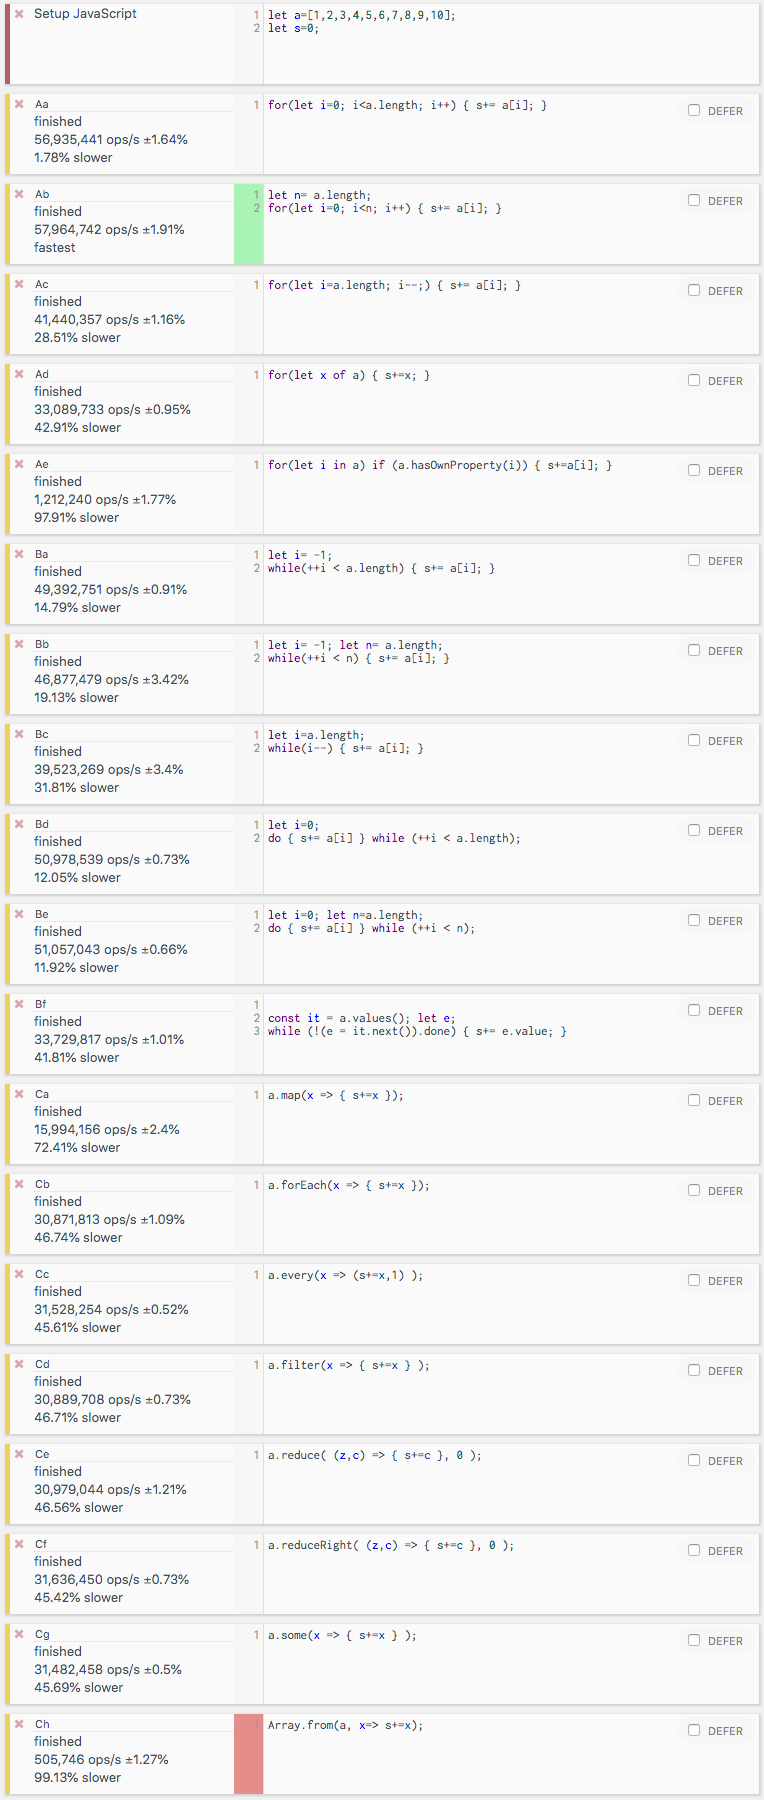 Setup JavaScript
1 let a=[1,2,3,4,5,6,7,8,9,10];
2 let s=0;
Aa
finished
56,935,441 ops/s ±1.64%
1.78% slower
1 for(let i=0; i<a.length; i++) { s+= a[i]; }
DEFER
Ab
finished
57,964,742 ops/s ±1.91%
fastest
1 let n= a.length;
2 for(let i=0; i<n; i++) { s+= a[i]; }
DEFER
Ac
finished
41,440,357 ops/s ±1.16%
28.51% slower
1 for(let i=a.length; i--;) { s+= a[i]; }
DEFER
Ad
finished
33,089,733 ops/s ±0.95%
42.91% slower
1 for(let x of a) { s+=x; }
DEFER
Ae
finished
1,212,240 ops/s ±1.77%
97.91% slower
1 for(let i in a) if (a.hasOwnProperty(i)) { s+=a[i]; }
DEFER
Ba
finished
49,392,751 ops/s ±0.91%
14.79% slower
1 let i= -1;
2 while(++i < a.length) { s+= a[i]; }
DEFER
Bb
finished
46,877,479 ops/s ±3.42%
19.13% slower
1 let i= -1; let n= a.length;
2 while(++i < n) { s+= a[i]; }
DEFER
Bc
finished
39,523,269 ops/s ±3.4%
31.81% slower
1 let i=a.length;
2 while(i--) { s+= a[i]; }
DEFER
Bd
finished
50,978,539 ops/s ±0.73%
12.05% slower
1 let i=0;
2 do { s+= a[i] } while (++i < a.length);
DEFER
Be
finished
51,057,043 ops/s ±0.66%
11.92% slower
1 let i=0; let n=a.length;
2 do { s+= a[i] } while (++i < n);
DEFER
Bf
finished
33,729,817 ops/s ±1.01%
41.81% slower
1
2 const it = a.values(); let e;
3 while (!(e = it.next()).done) { s+= e.value; }
DEFER
Ca
finished
15,994,156 ops/s ±2.4%
72.41% slower
1 a.map(x => { s+=x });
DEFER
Cb
finished
30,871,813 ops/s ±1.09%
46.74% slower
1 a.forEach(x => { s+=x });
DEFER
Cc
finished
31,528,254 ops/s ±0.52%
45.61% slower
1 a.every(x => (s+=x,1) );
DEFER
Cd
finished
30,889,708 ops/s ±0.73%
46.71% slower
1 a.filter(x => { s+=x } );
DEFER
Ce
finished
30,979,044 ops/s ±1.21%
46.56% slower
1 a.reduce( (z,c) => { s+=c }, 0 );
DEFER
Cf
finished
31,636,450 ops/s ±0.73%
45.42% slower
1 a.reduceRight( (z,c) => { s+=c }, 0 );
DEFER
Cg
finished
31,482,458 ops/s ±0.5%
45.69% slower
1 a.some(x => { s+=x } );
DEFER
Ch
finished
505,746 ops/s ±1.27%
99.13% slower
1 Array.from(a, x=> s+=x);
DEFER